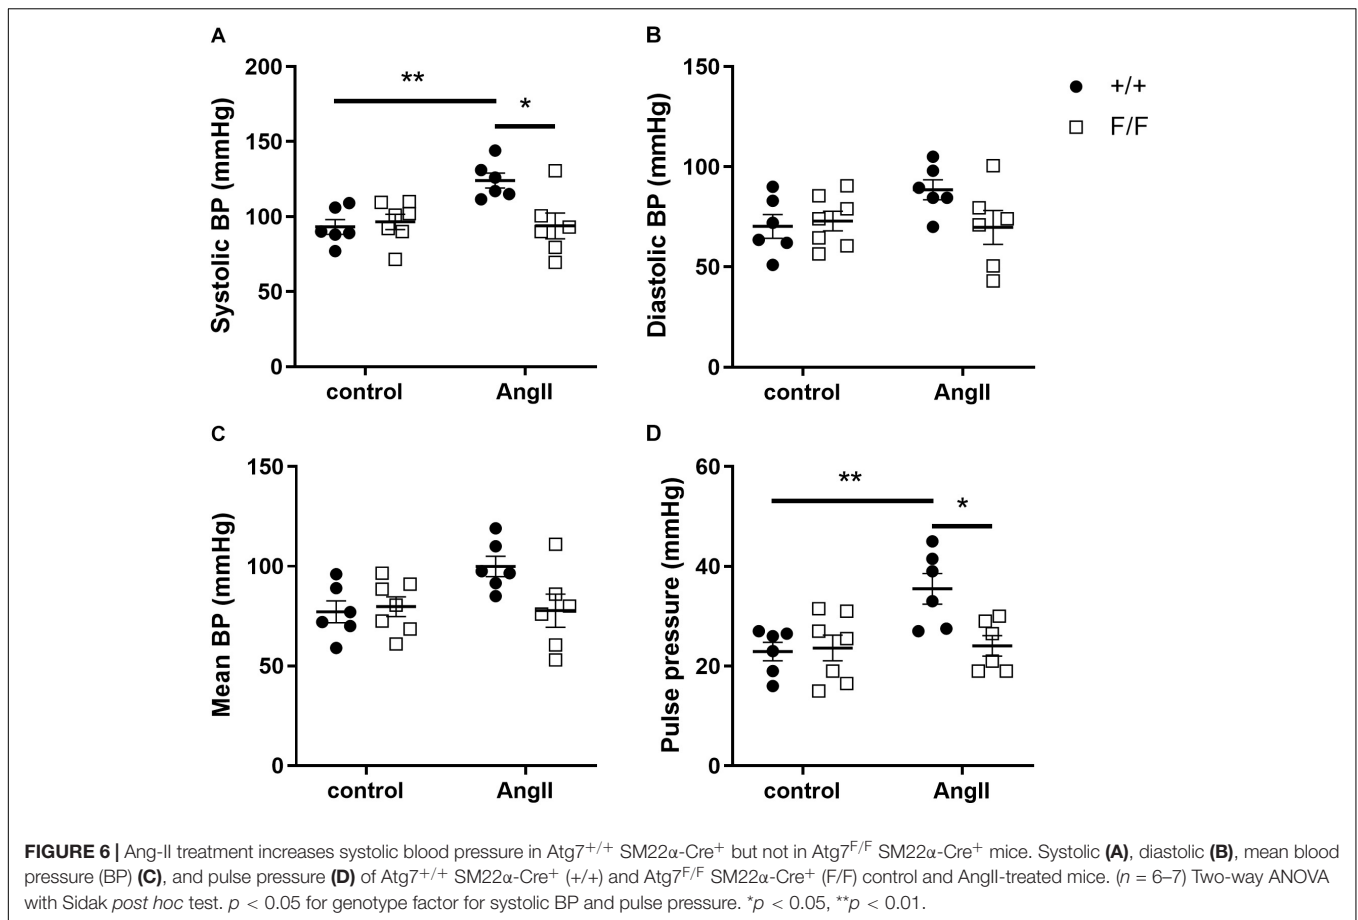 A
Systolic BP (mmHg)
200
150
100
50
0
**
*
control AngII
B
Diastolic BP (mmHg)
150
100
50
0
control AngII
+/+
F/F
C
Mean BP (mmHg)
150
100
50
0
control AngII
D
Pulse pressure (mmHg)
60
40
20
0
**
*
control AngII
FIGURE 6 | Ang-II treatment increases systolic blood pressure in Atg7+/+ SM22α-Cre+ but not in Atg7F/F SM22α-Cre+ mice. Systolic (A), diastolic (B), mean blood
pressure (BP) (C), and pulse pressure (D) of Atg7+/+ SM22α-Cre+ (+/+) and Atg7F/F SM22α-Cre+ (F/F) control and AngII-treated mice. (n = 6–7) Two-way ANOVA
with Sidak post hoc test. p < 0.05 for genotype factor for systolic BP and pulse pressure. *p < 0.05, **p < 0.01.